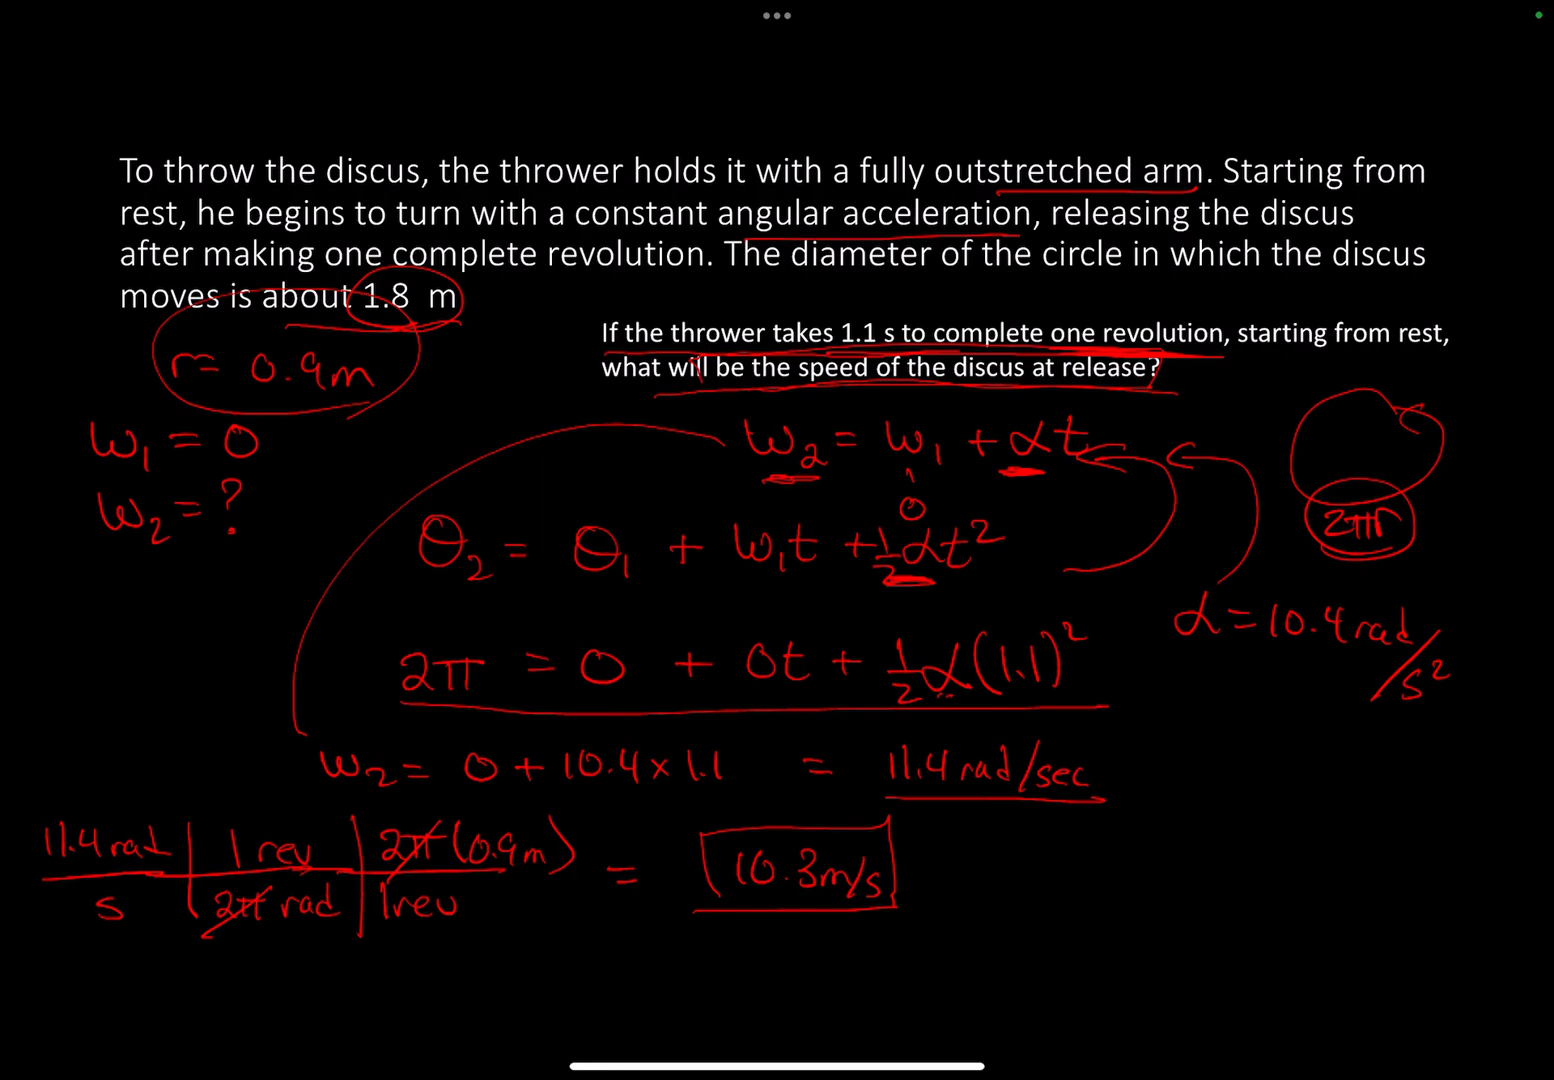 To throw the discus, the thrower holds it with a fully outstretched arm. Starting from
rest, he begins to turn with a constant angular acceleration, releasing the discus
after making one complete revolution. The diameter of the circle in which the discus
moves is about 1.8 m
If the thrower takes 1.1 s to complete one revolution, starting from rest,
what will be the speed of the discus at release?
r = 0.9m
ω₁ = 0
ω₂ = ?
ω₂ = ω₁ + αt
0
2πr
θ₂ = θ₁ + ω₁t + ½αt²
α = 10.4 rad/s²
2π = 0 + 0t + ½α(1.1)²
ω₂ = 0 + 10.4 × 1.1 = 11.4 rad/sec
11.4 rad | 1 rev | 2π(0.9m) = 10.3m/s
s | 2π rad | 1rev